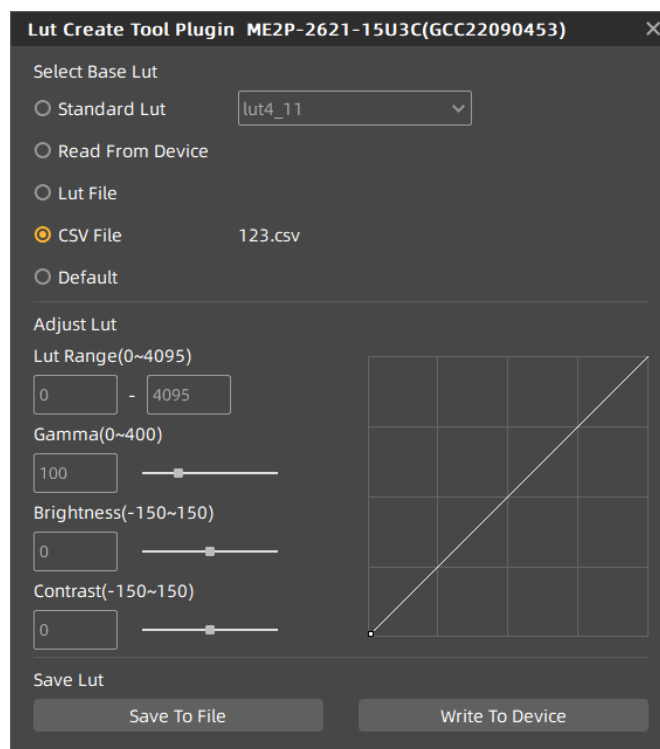 Lut Create Tool Plugin ME2P-2621-15U3C(GCC22090453)
Select Base Lut
Standard Lut lut4_11
Read From Device
Lut File
CSV File 123.csv
Default
Adjust Lut
Lut Range(0~4095)
0 - 4095
Gamma(0~400)
100
Brightness(-150~150)
0
Contrast(-150~150)
0
Save Lut
Save To File Write To Device